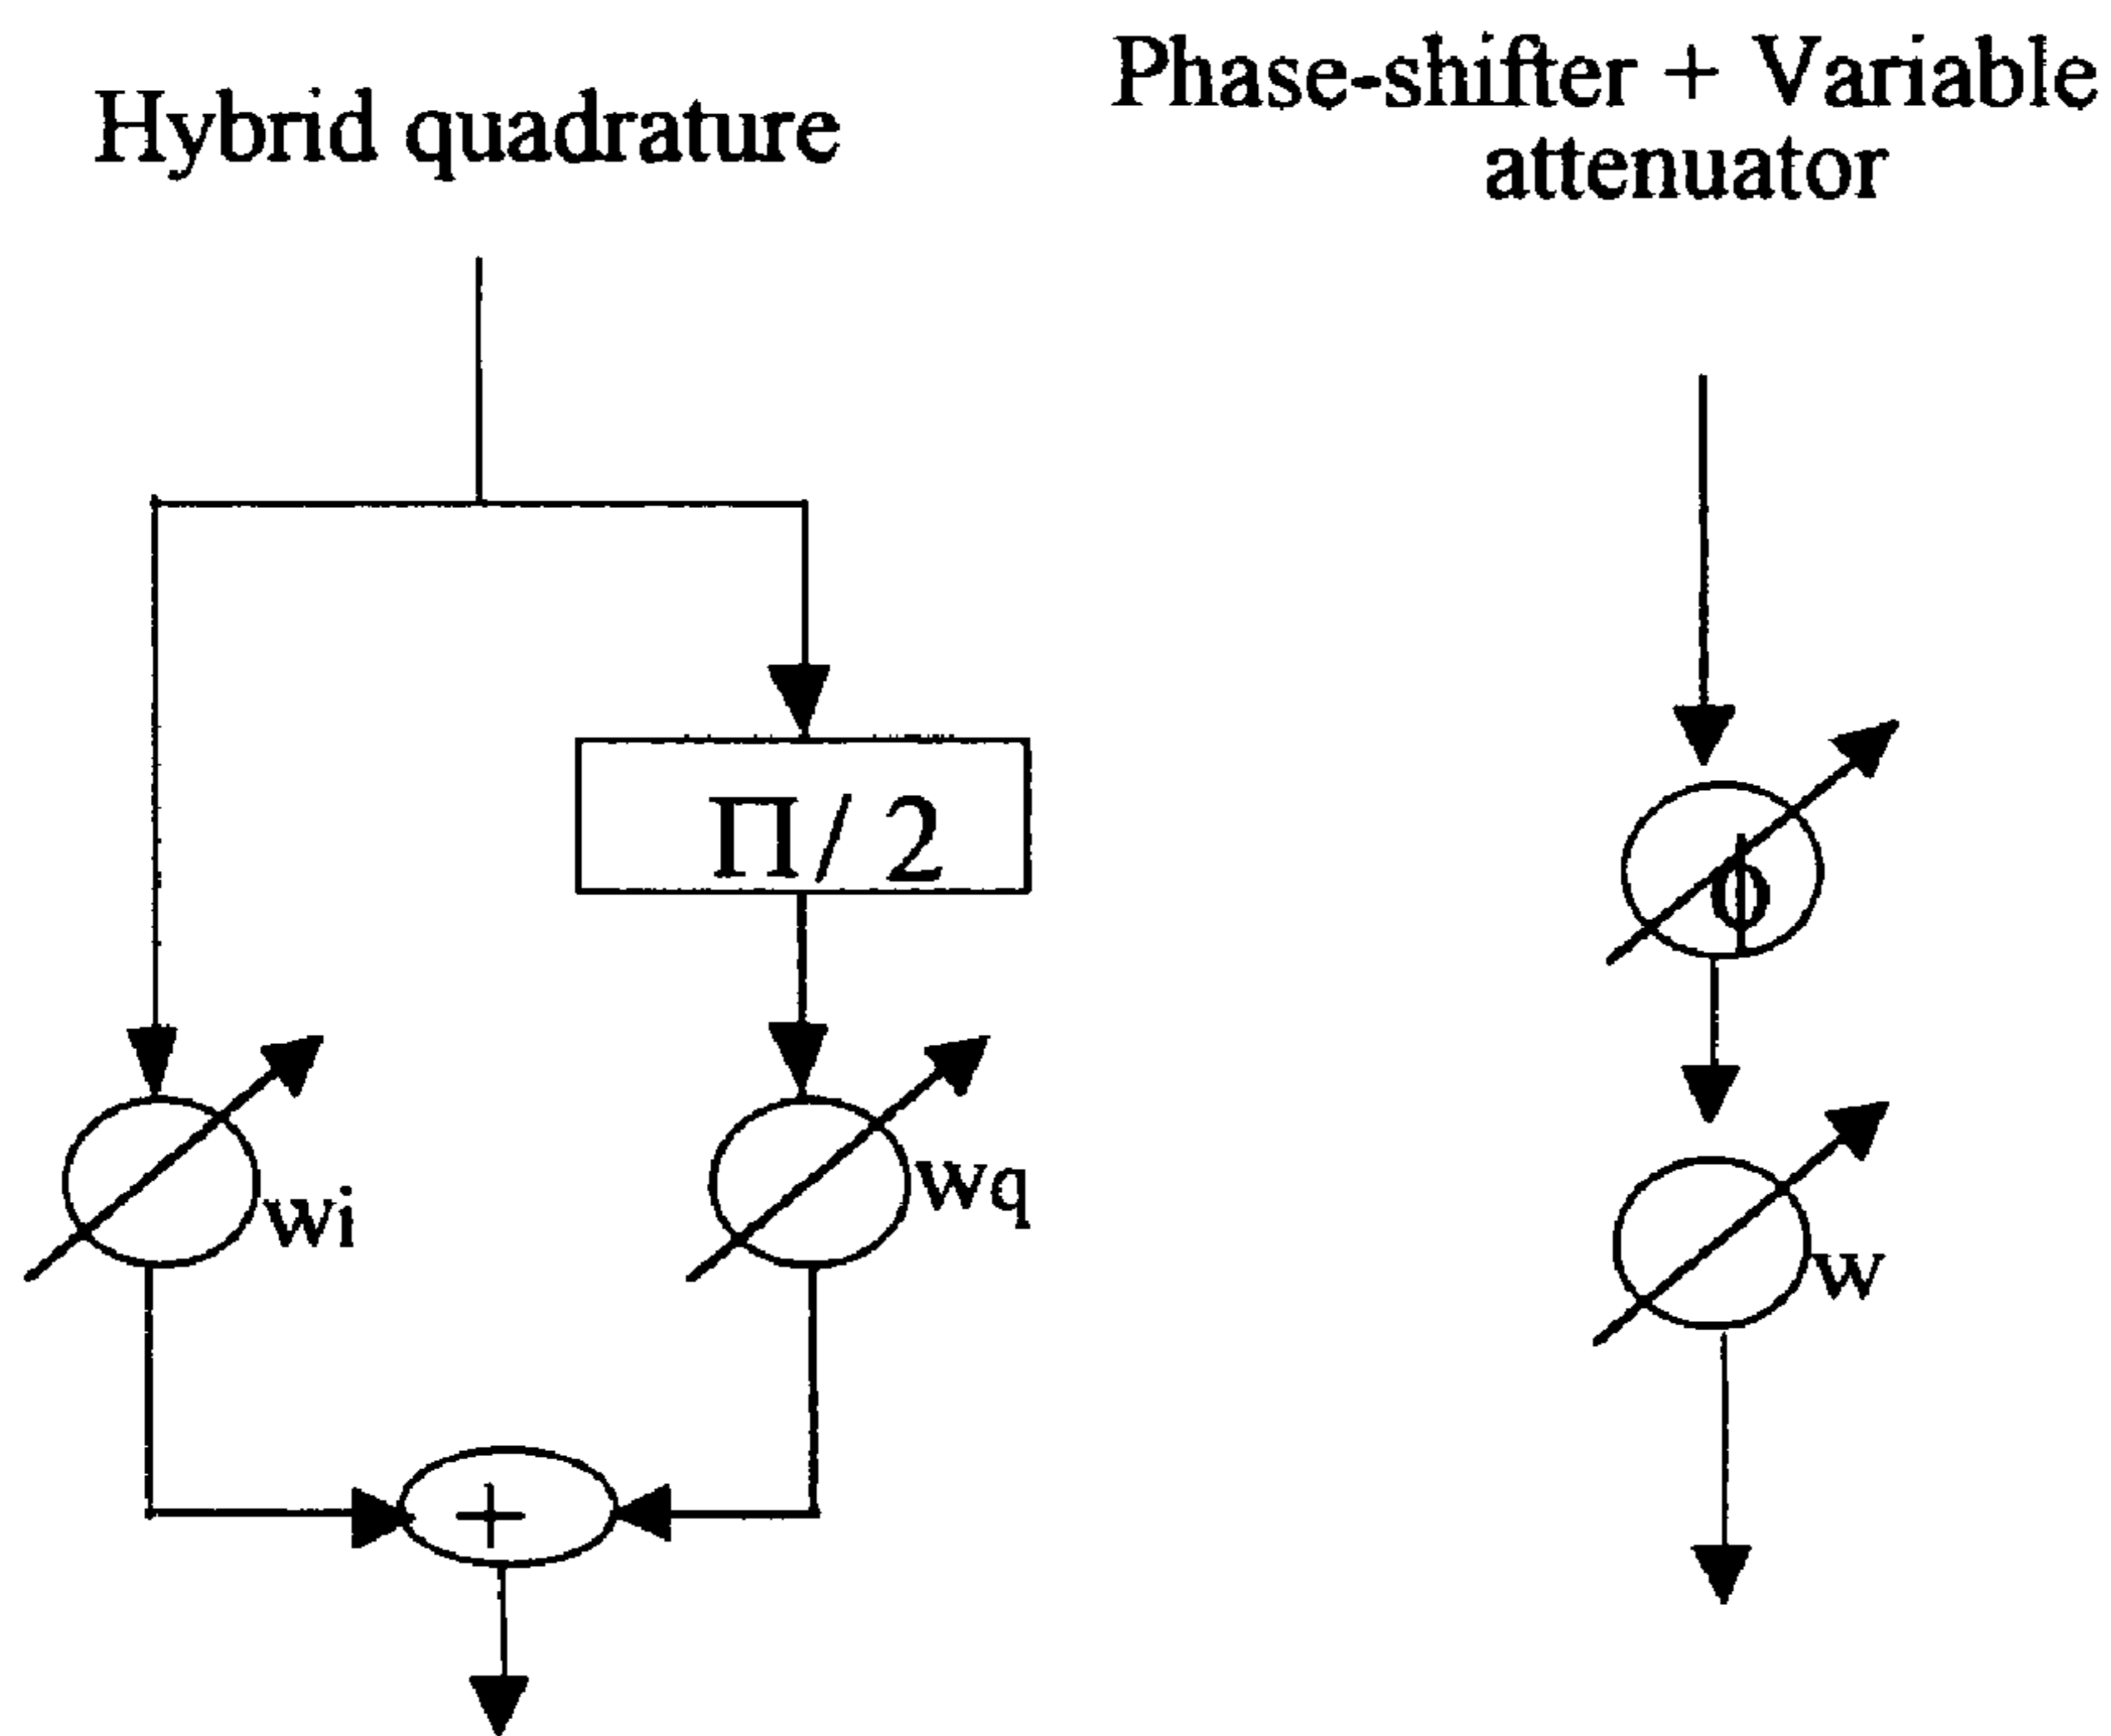 Hybrid quadrature
Phase-shifter + Variable
attenuator
Π/ 2
ϕ
wi
wq
w
+